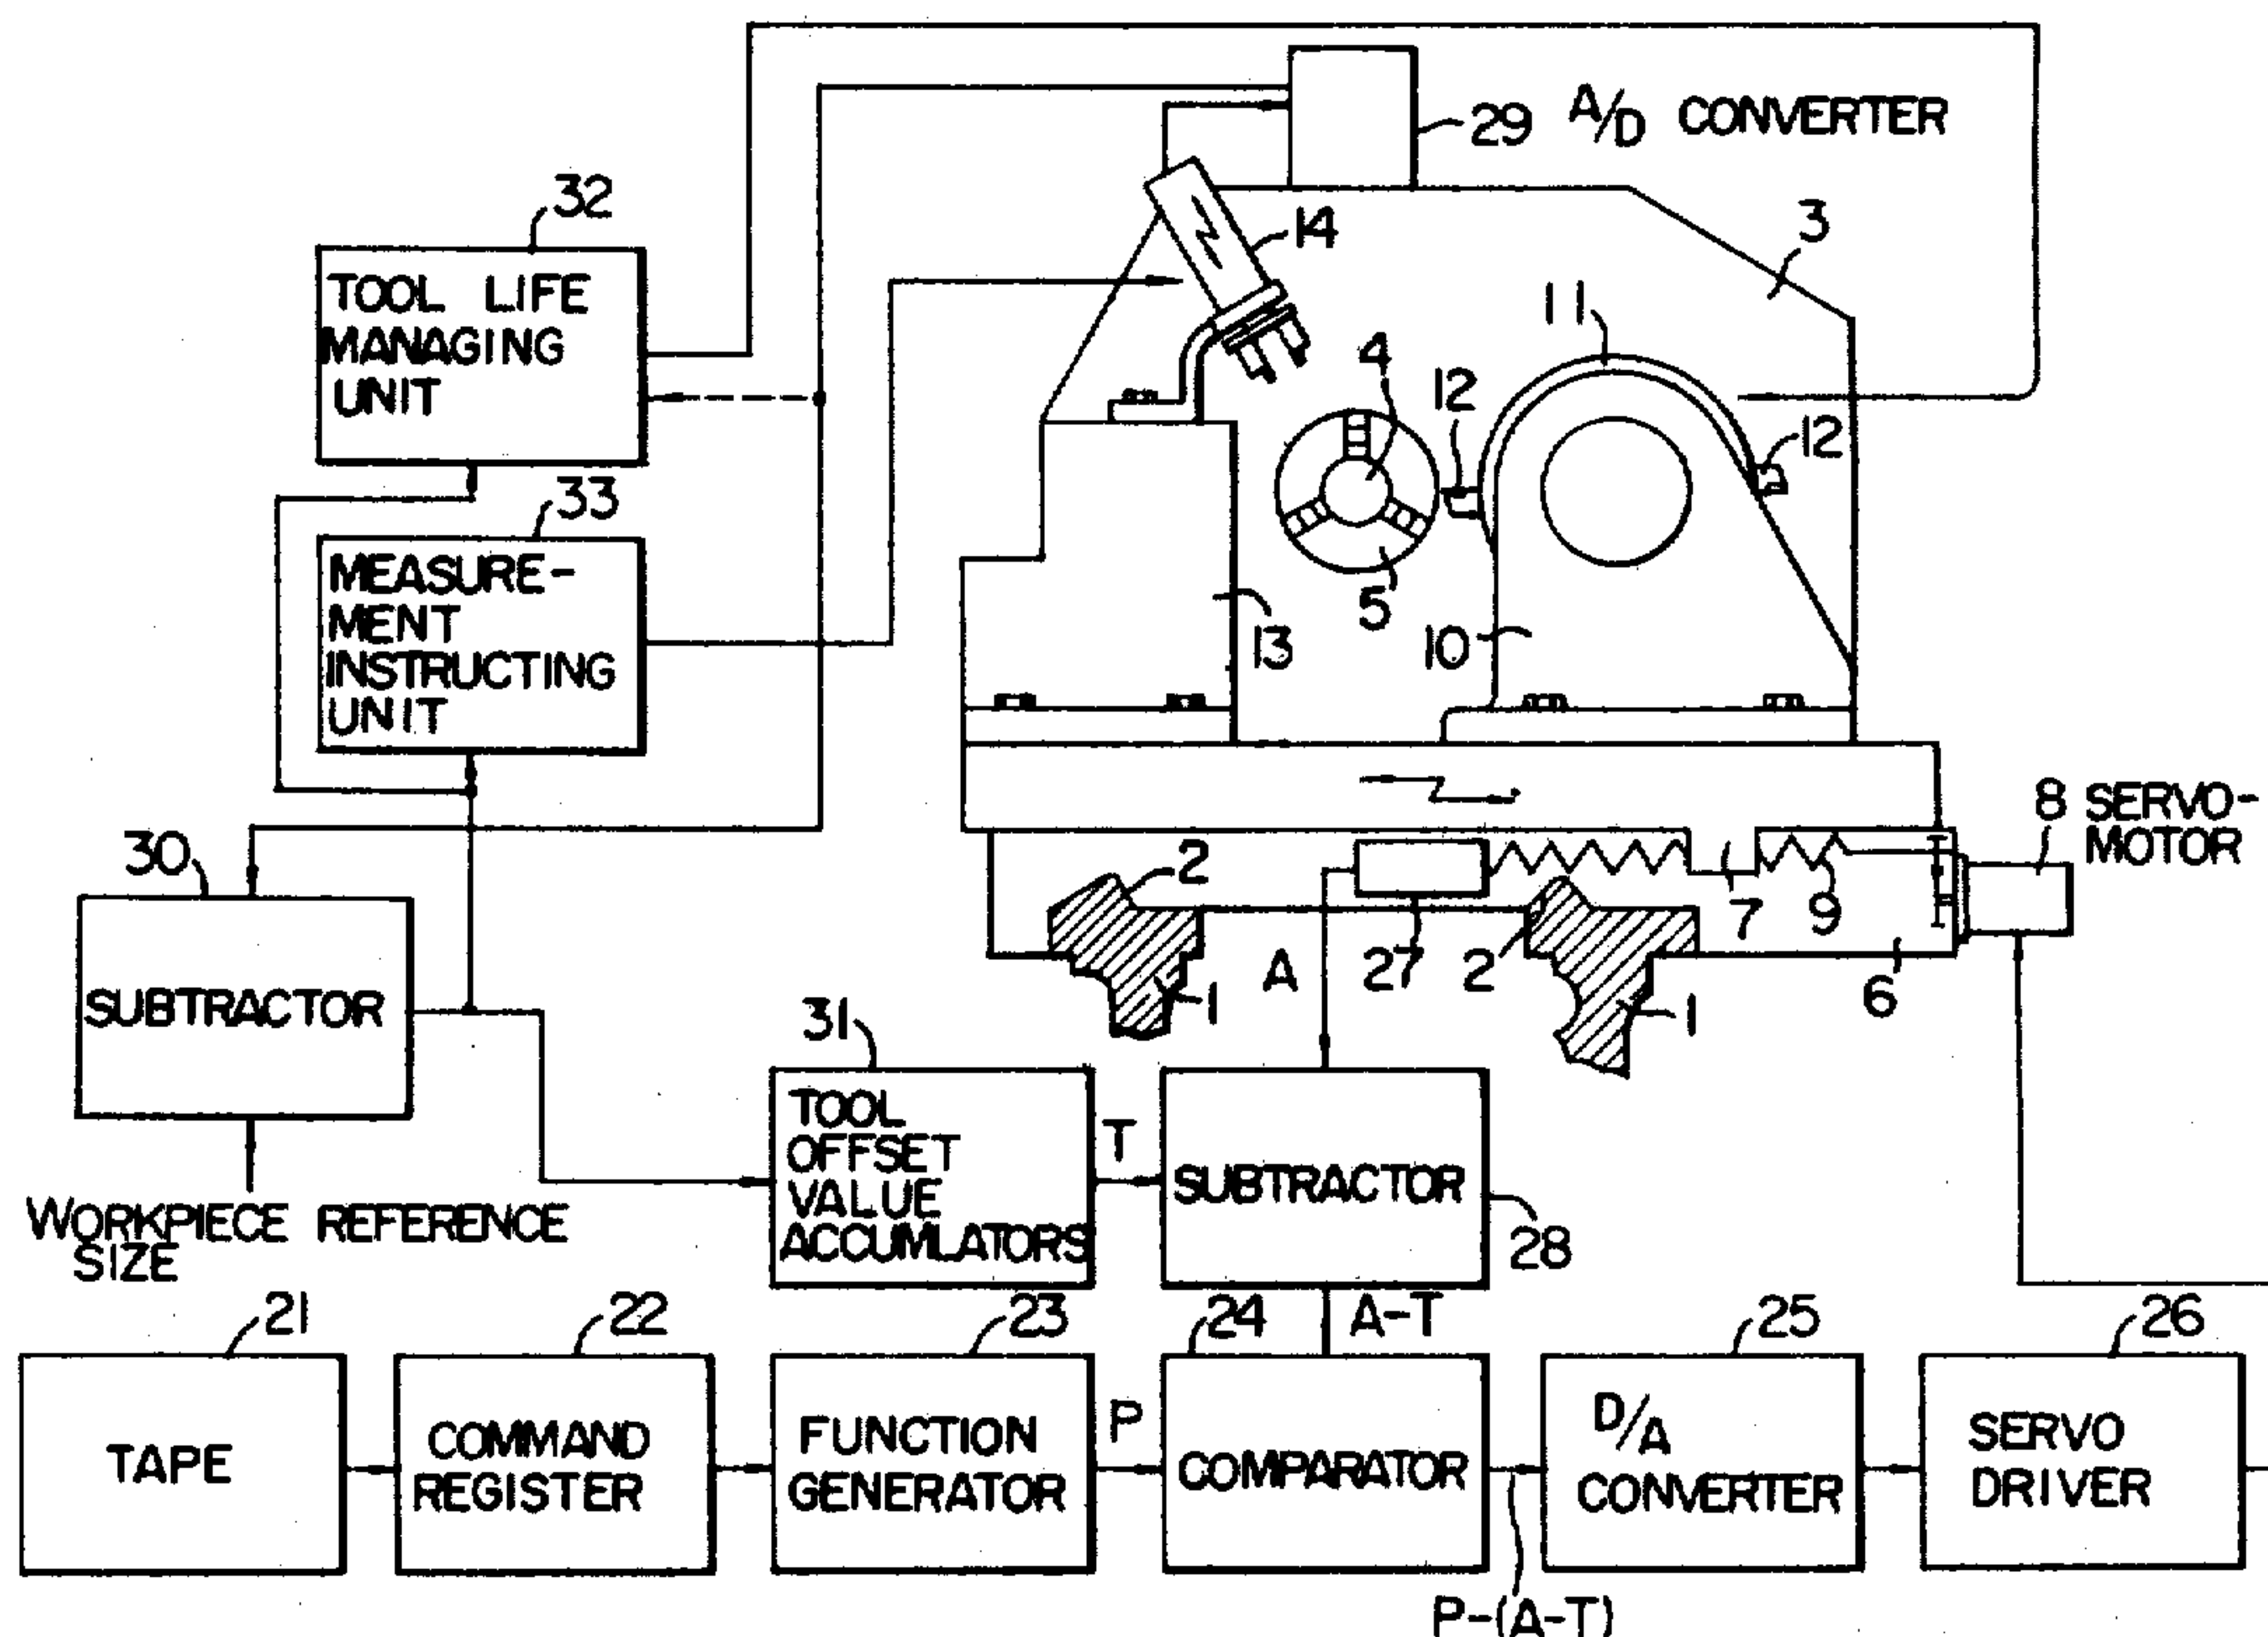 29 A/D CONVERTER
32
14
3
TOOL LIFE
MANAGING
UNIT
11
4
12
12
33
MEASURE-
MENT
INSTRUCTING
UNIT
5
13
10
8 SERVO-
MOTOR
30
2
7
9
A
27
2
6
SUBTRACTOR
1
1
31
TOOL
OFFSET
VALUE
ACCUMLATORS
T
SUBTRACTOR
28
WORKPIECE REFERENCE
SIZE
A-T
21
22
23
24
25
26
TAPE
COMMAND
REGISTER
FUNCTION
GENERATOR
P
COMPARATOR
D/A
CONVERTER
SERVO
DRIVER
P-(A-T)